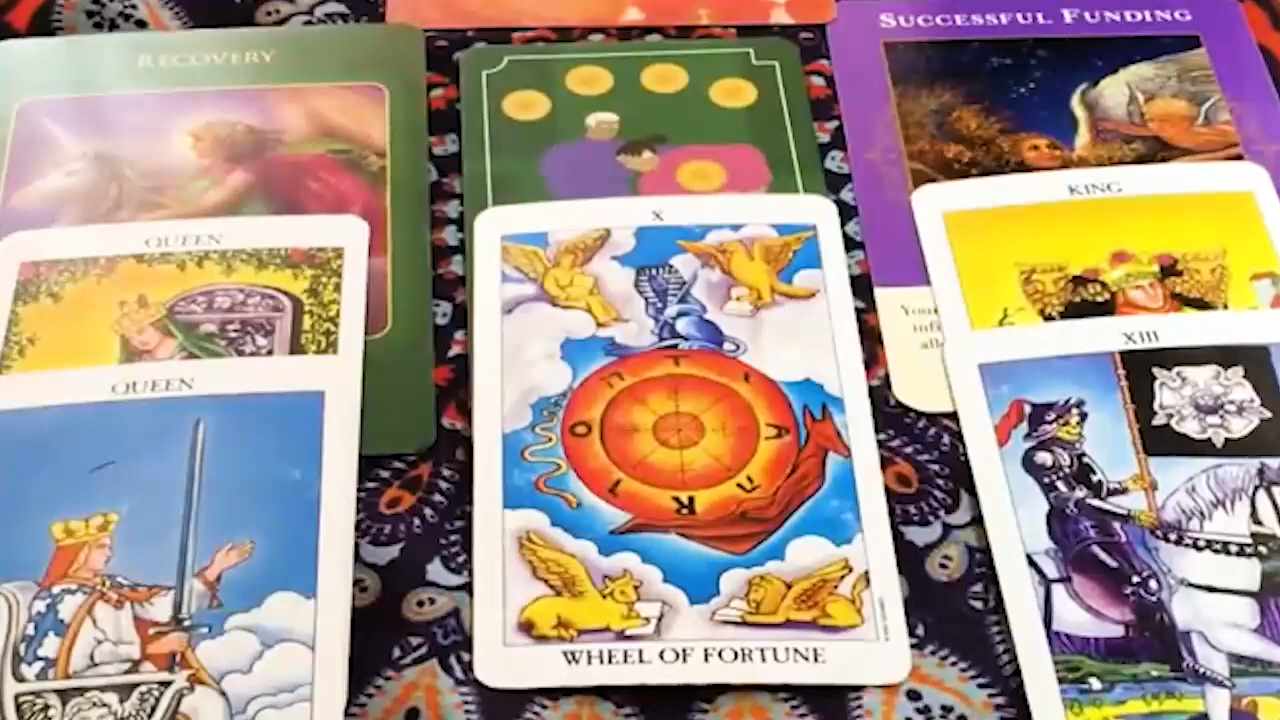 RECOVERY
SUCCESSFUL FUNDING
QUEEN
X
KING
QUEEN
XIII
WHEEL OF FORTUNE